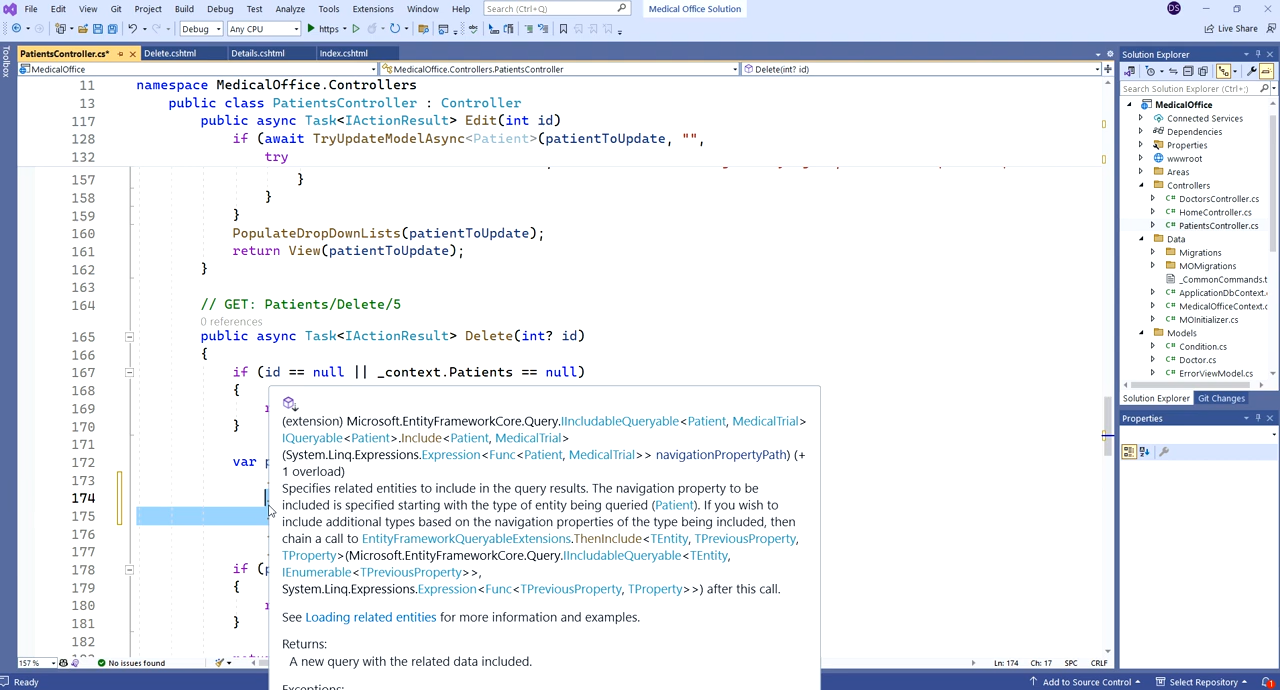 File Edit View Git Project Build Debug Test Analyze Tools Extensions Window Help Search (Ctrl+Q) Medical Office Solution DS
Debug Any CPU https Live Share
PatientsController.cs* Delete.cshtml Details.cshtml Index.cshtml
MedicalOffice MedicalOffice.Controllers.PatientsController Delete(int? id)
11 namespace MedicalOffice.Controllers
13 public class PatientsController : Controller
117 public async Task<IActionResult> Edit(int id)
128 if (await TryUpdateModelAsync<Patient>(patientToUpdate, "",
132 try
157 }
158 }
159 }
160 PopulateDropDownLists(patientToUpdate);
161 return View(patientToUpdate);
162 }
163
164 // GET: Patients/Delete/5
0 references
165 public async Task<IActionResult> Delete(int? id)
166 {
167 if (id == null || _context.Patients == null)
168 {
169
170 }
171
172 var
173
174
175
176
177
178 if
179 {
180
181 }
182
(extension) Microsoft.EntityFrameworkCore.Query.IIncludableQueryable<Patient, MedicalTrial>
IQueryable<Patient>.Include<Patient, MedicalTrial>
(System.Linq.Expressions.Expression<Func<Patient, MedicalTrial>> navigationPropertyPath) (+
1 overload)
Specifies related entities to include in the query results. The navigation property to be
included is specified starting with the type of entity being queried (Patient). If you wish to
include additional types based on the navigation properties of the type being included, then
chain a call to EntityFrameworkQueryableExtensions.ThenInclude<TEntity, TPreviousProperty,
TProperty>(Microsoft.EntityFrameworkCore.Query.IIncludableQueryable<TEntity,
IEnumerable<TPreviousProperty>>,
System.Linq.Expressions.Expression<Func<TPreviousProperty, TProperty>>) after this call.
See Loading related entities for more information and examples.
Returns:
A new query with the related data included.
Exceptions:
157 % No issues found Ln: 174 Ch: 17 SPC CRLF
Ready Add to Source Control Select Repository 1
Toolbox
Solution Explorer
Search Solution Explorer (Ctrl+;)
MedicalOffice
Connected Services
Dependencies
Properties
wwwroot
Areas
Controllers
C# DoctorsController.cs
C# HomeController.cs
C# PatientsController.cs
Data
Migrations
MOMigrations
_CommonCommands.t
C# ApplicationDbContext.
C# MedicalOfficeContext.c
C# MOInitializer.cs
Models
C# Condition.cs
C# Doctor.cs
C# ErrorViewModel.cs
Solution Explorer Git Changes
Properties